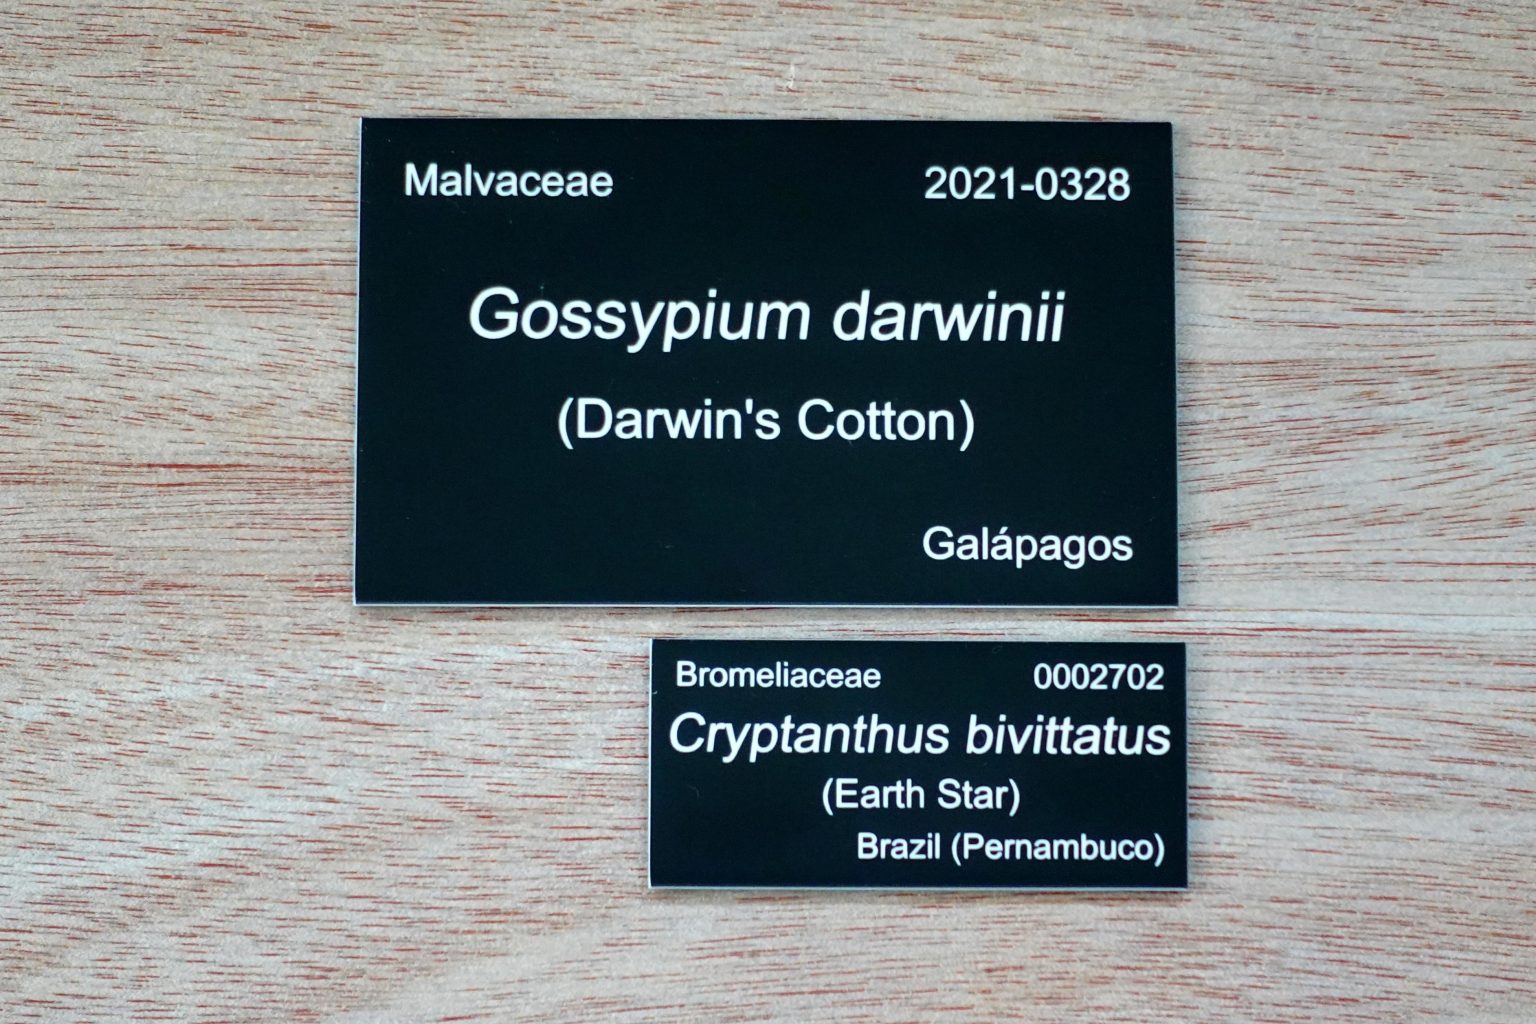 Malvaceae 2021-0328
Gossypium darwinii
(Darwin's Cotton)
Galápagos
Bromeliaceae 0002702
Cryptanthus bivittatus
(Earth Star)
Brazil (Pernambuco)